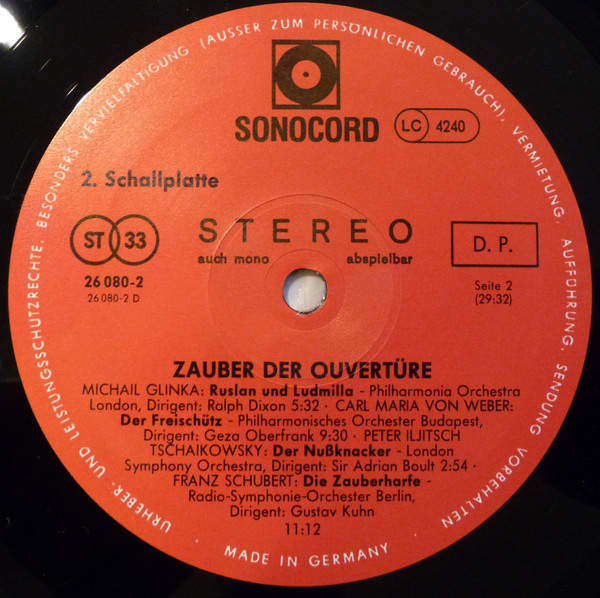 URHEBER- UND LEISTUNGSSCHUTZRECHTE, BESONDERS VERVIELFÄLTIGUNG (AUSSER ZUM PERSÖNLICHEN GEBRAUCH), VERMIETUNG, AUFFÜHRUNG, SENDUNG VORBEHALTEN
SONOCORD
LC 4240
2. Schallplatte
ST 33
STEREO
auch mono abspielbar
D. P.
26 080-2
26 080-2 D
Seite 2
(29:32)
ZAUBER DER OUVERTÜRE
MICHAIL GLINKA: Ruslan und Ludmilla - Philharmonia Orchestra
London, Dirigent: Ralph Dixon 5:32 · CARL MARIA VON WEBER:
Der Freischütz - Philharmonisches Orchester Budapest,
Dirigent: Geza Oberfrank 9:30 · PETER ILJITSCH
TSCHAIKOWSKY: Der Nußknacker - London
Symphony Orchestra, Dirigent: Sir Adrian Boult 2:54 ·
FRANZ SCHUBERT: Die Zauberharfe -
Radio-Symphonie-Orchester Berlin,
Dirigent: Gustav Kuhn
11:12
· MADE IN GERMANY ·